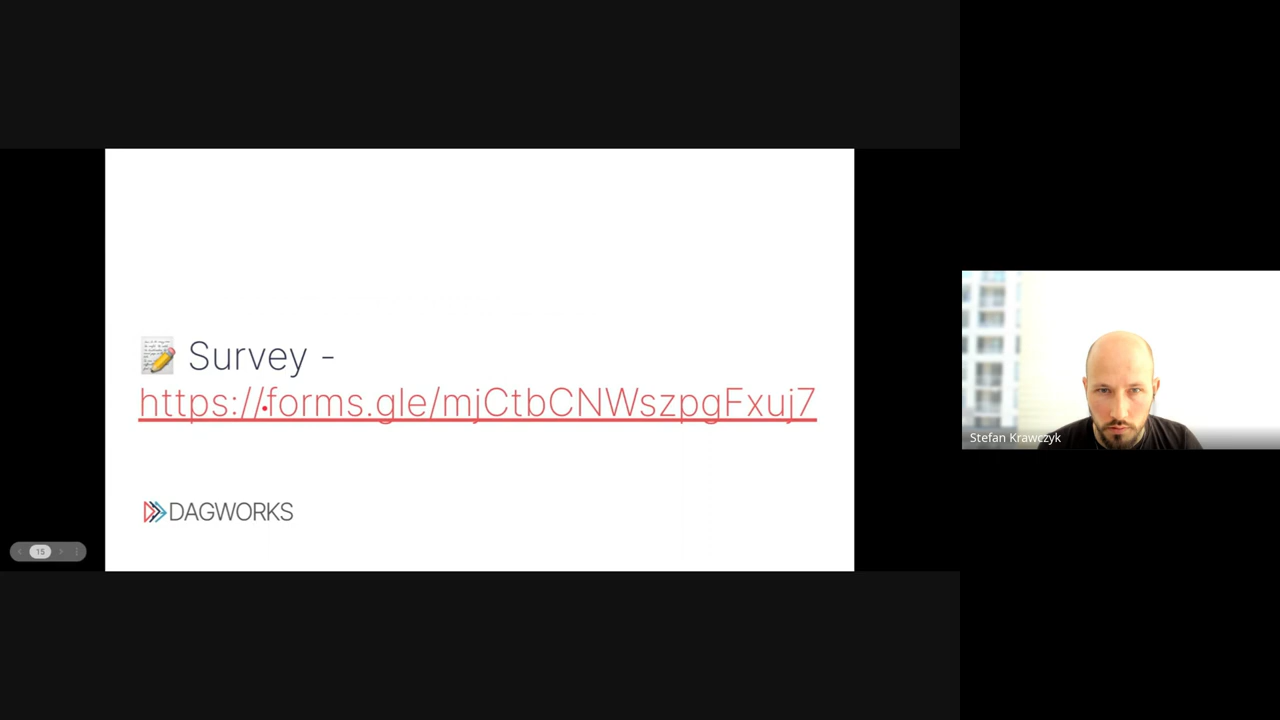 Survey -
https://forms.gle/mjCtbCNWszpgFxuj7
DAGWORKS
15
Stefan Krawczyk